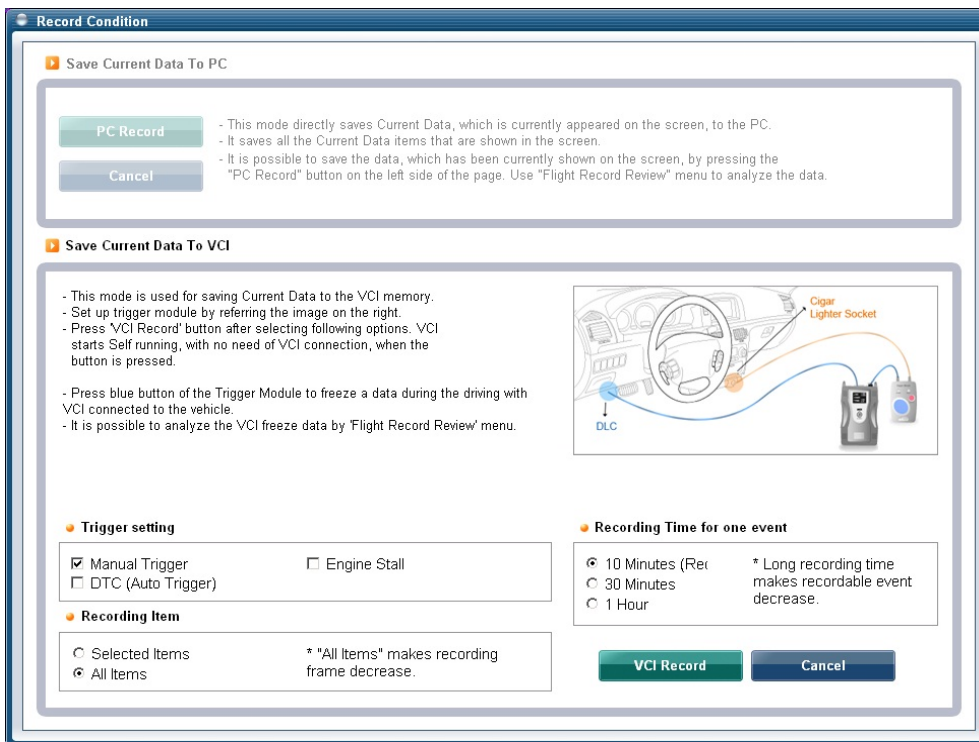 Record Condition
Save Current Data To PC
PC Record
Cancel
- This mode directly saves Current Data, which is currently appeared on the screen, to the PC.
- It saves all the Current Data items that are shown in the screen.
- It is possible to save the data, which has been currently shown on the screen, by pressing the
"PC Record" button on the left side of the page. Use "Flight Record Review" menu to analyze the data.
Save Current Data To VCI
- This mode is used for saving Current Data to the VCI memory.
- Set up trigger module by referring the image on the right.
- Press 'VCI Record' button after selecting following options. VCI
starts Self running, with no need of VCI connection, when the
button is pressed.
- Press blue button of the Trigger Module to freeze a data during the driving with
VCI connected to the vehicle.
- It is possible to analyze the VCI freeze data by 'Flight Record Review' menu.
Cigar
Lighter Socket
DLC
Trigger setting
Manual Trigger
Engine Stall
DTC (Auto Trigger)
Recording Item
Selected Items
All Items
* "All Items" makes recording
frame decrease.
Recording Time for one event
10 Minutes (Rec
30 Minutes
1 Hour
* Long recording time
makes recordable event
decrease.
VCI Record
Cancel